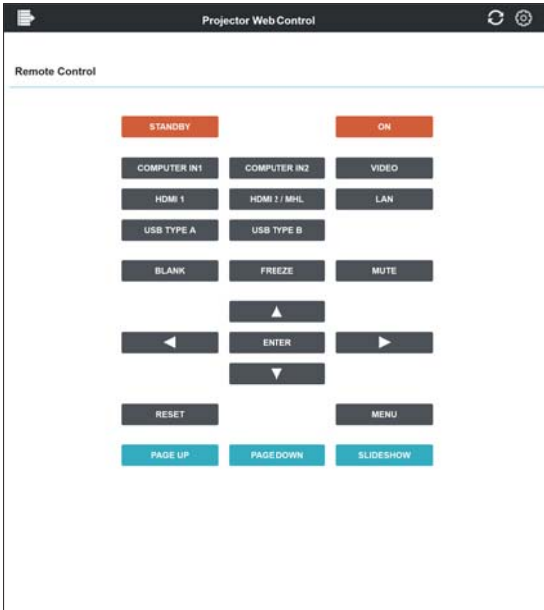 Projector Web Control
Remote Control
STANDBY ON
COMPUTER IN1 COMPUTER IN2 VIDEO
HDMI 1 HDMI 2 / MHL LAN
USB TYPE A USB TYPE B
BLANK FREEZE MUTE
ENTER
RESET MENU
PAGE UP PAGE DOWN SLIDESHOW